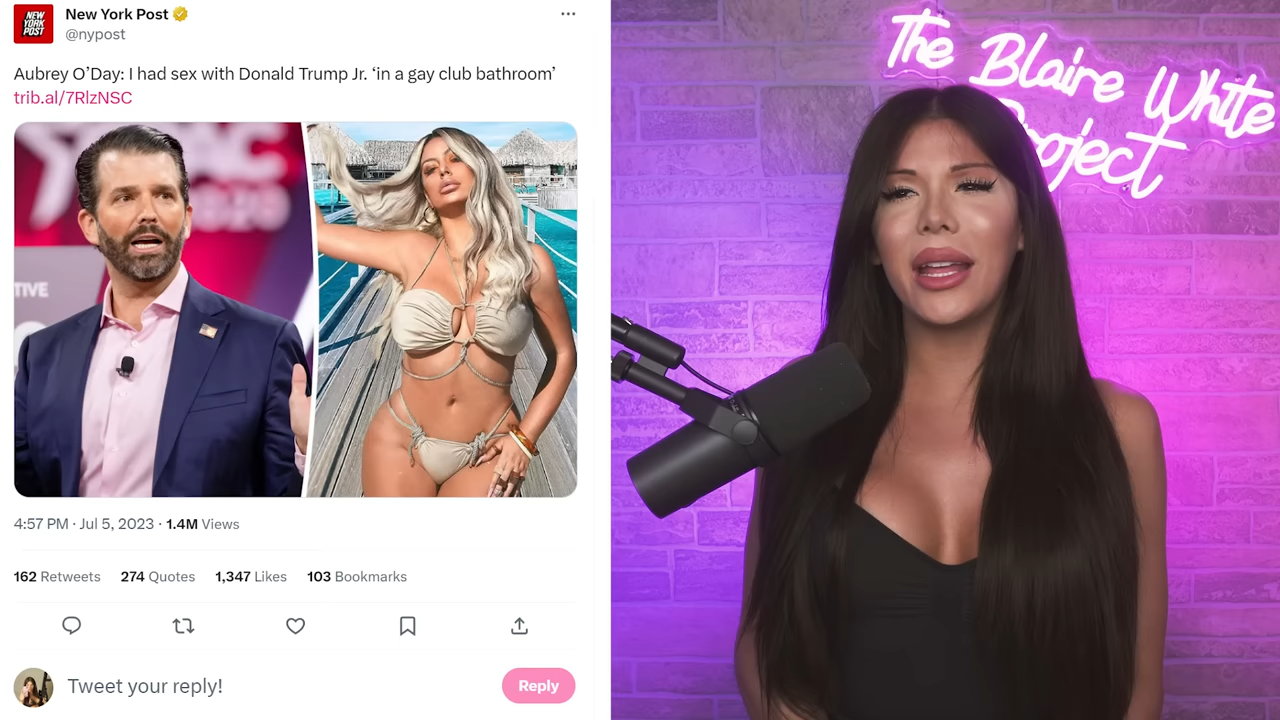 NEW
YORK
POST
New York Post
@nypost
Aubrey O’Day: I had sex with Donald Trump Jr. ‘in a gay club bathroom’
trib.al/7RlzNSC
2020
TIVE
4:57 PM · Jul 5, 2023 · 1.4M Views
162 Retweets 274 Quotes 1,347 Likes 103 Bookmarks
Tweet your reply!
Reply
The Blaire White
Project